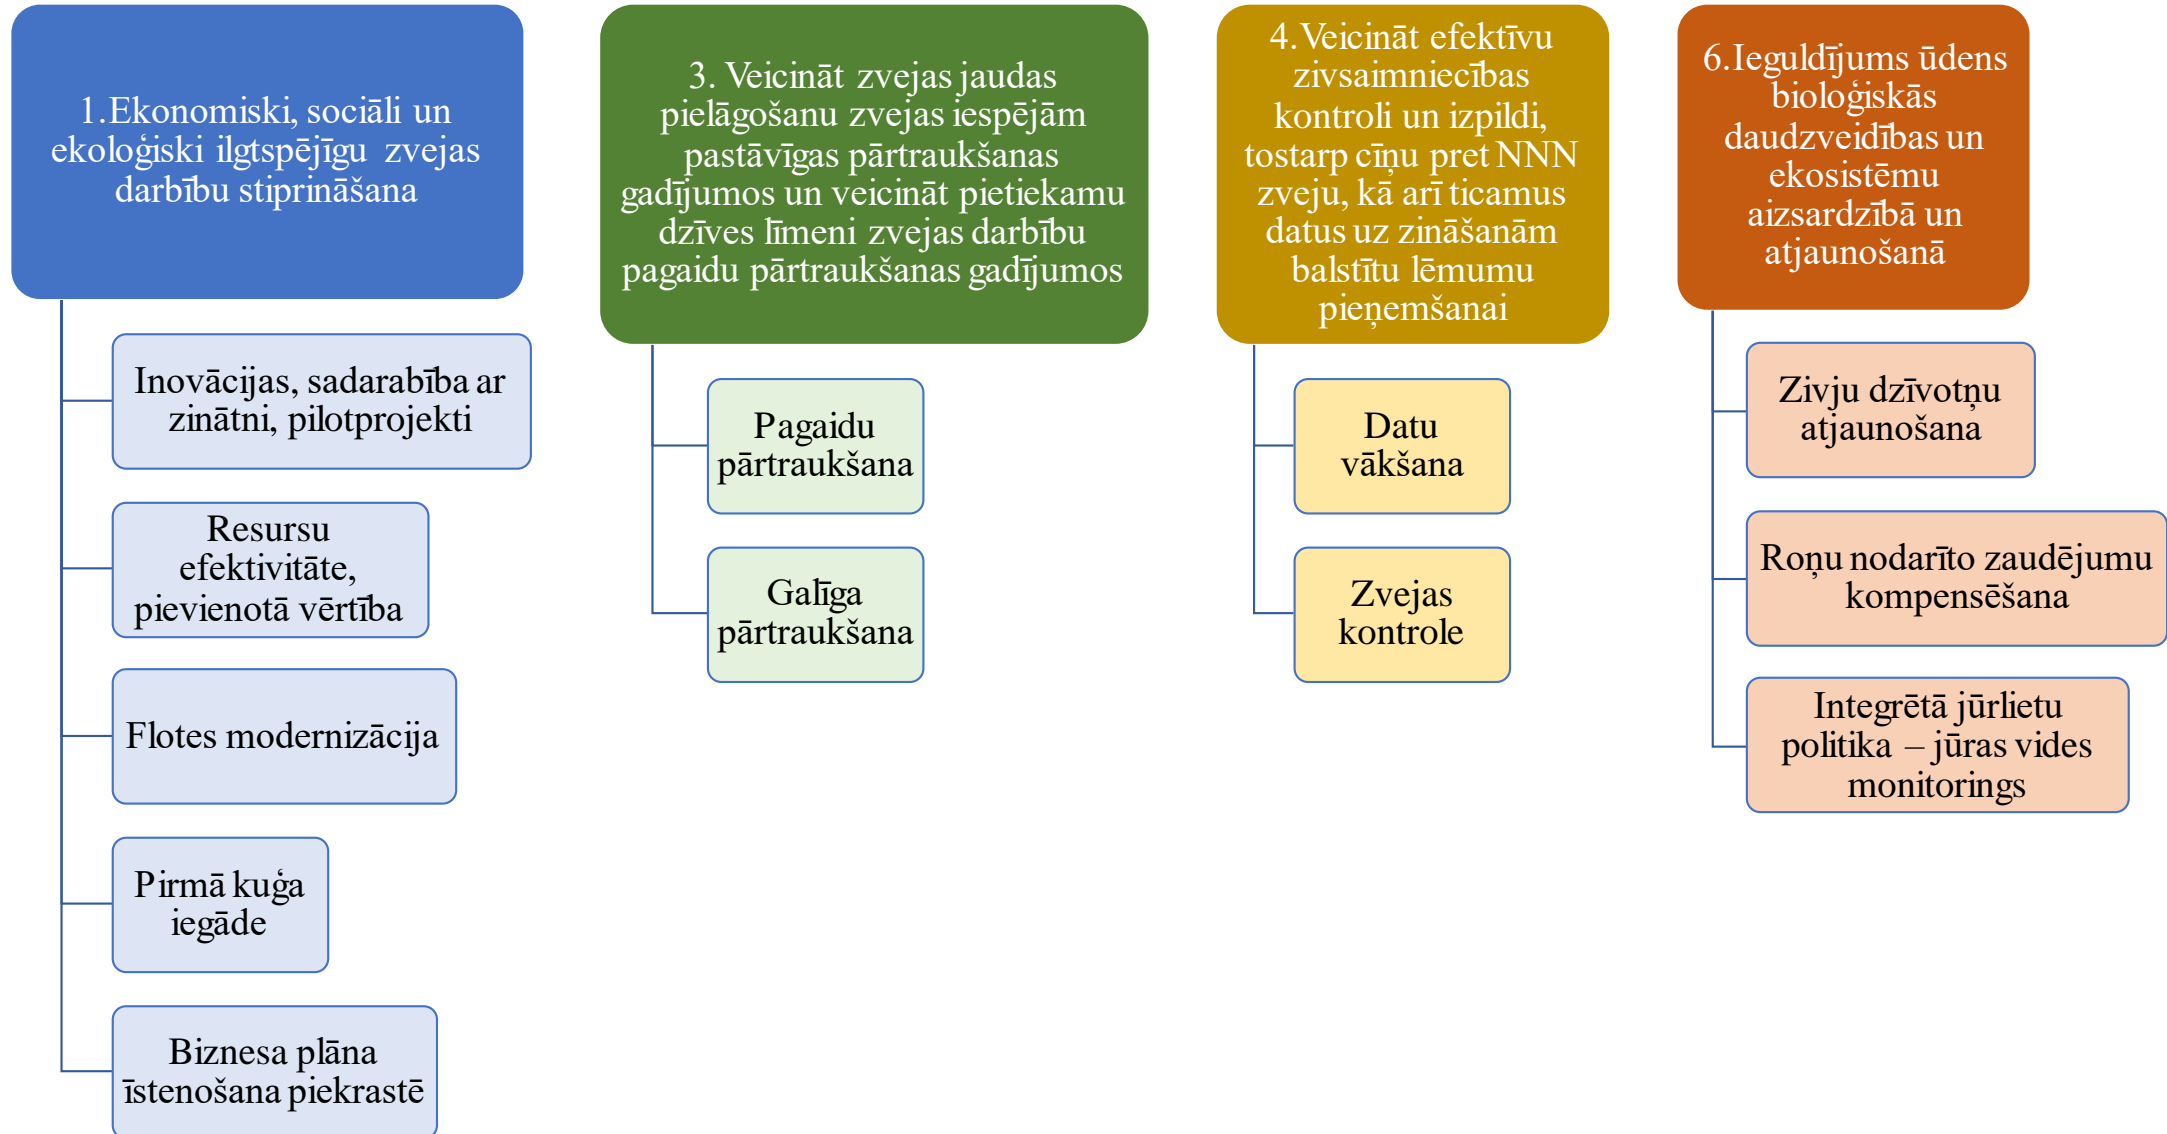 1.Ekonomiski, sociāli un
ekoloģiski ilgtspējīgu zvejas
darbību stiprināšana
Inovācijas, sadarabība ar
zinātni, pilotprojekti
Resursu
efektivitāte,
pievienotā vērtība
Flotes modernizācija
Pirmā kuģa
iegāde
Biznesa plāna
īstenošana piekrastē
3. Veicināt zvejas jaudas
pielāgošanu zvejas iespējām
pastāvīgas pārtraukšanas
gadījumos un veicināt pietiekamu
dzīves līmeni zvejas darbību
pagaidu pārtraukšanas gadījumos
Pagaidu
pārtraukšana
Galīga
pārtraukšana
4.Veicināt efektīvu
zivsaimniecības
kontroli un izpildi,
tostarp cīņu pret NNN
zveju, kā arī ticamus
datus uz zināšanām
balstītu lēmumu
pieņemšanai
Datu
vākšana
Zvejas
kontrole
6.Ieguldījums ūdens
bioloģiskās
daudzveidības un
ekosistēmu
aizsardzībā un
atjaunošanā
Zivju dzīvotņu
atjaunošana
Roņu nodarīto zaudējumu
kompensēšana
Integrētā jūrlietu
politika – jūras vides
monitorings